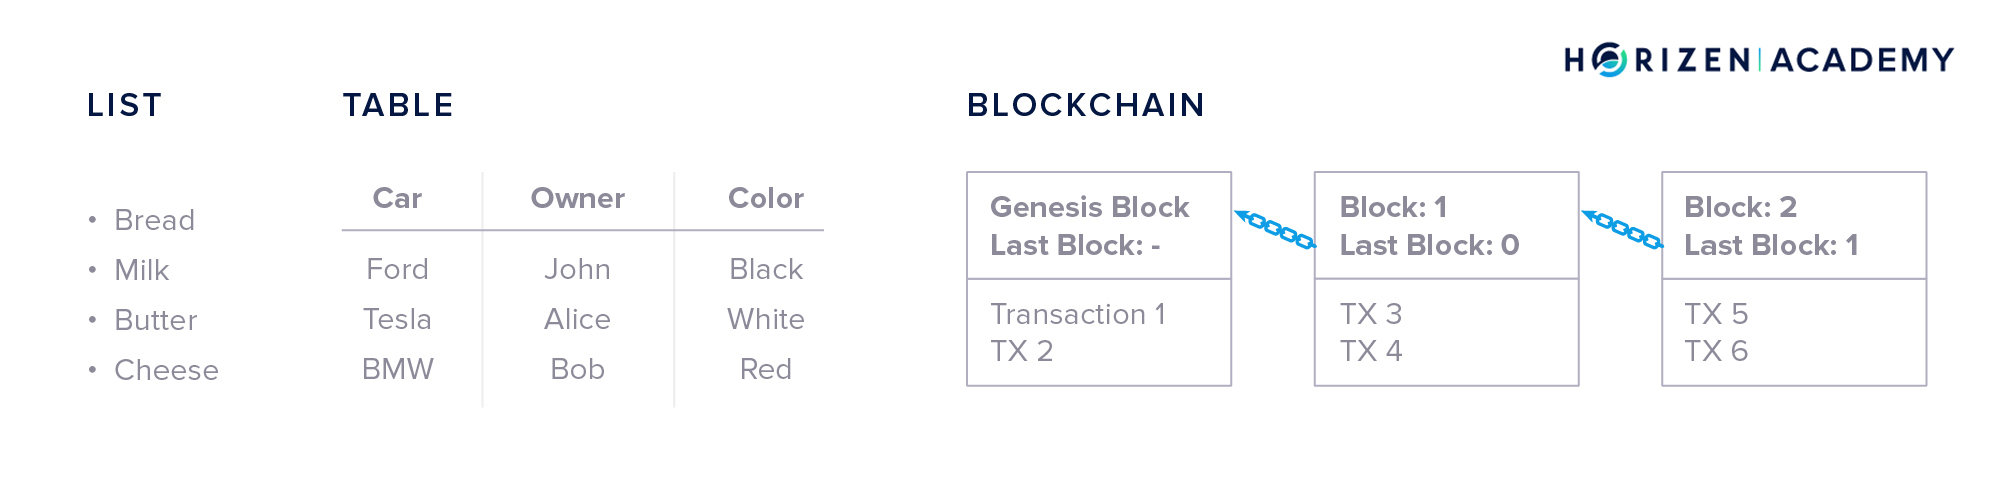 HORIZEN | ACADEMY
LIST
• Bread
• Milk
• Butter
• Cheese
TABLE
Car Owner Color
Ford John Black
Tesla Alice White
BMW Bob Red
BLOCKCHAIN
Genesis Block
Last Block: -
Transaction 1
TX 2
Block: 1
Last Block: 0
TX 3
TX 4
Block: 2
Last Block: 1
TX 5
TX 6